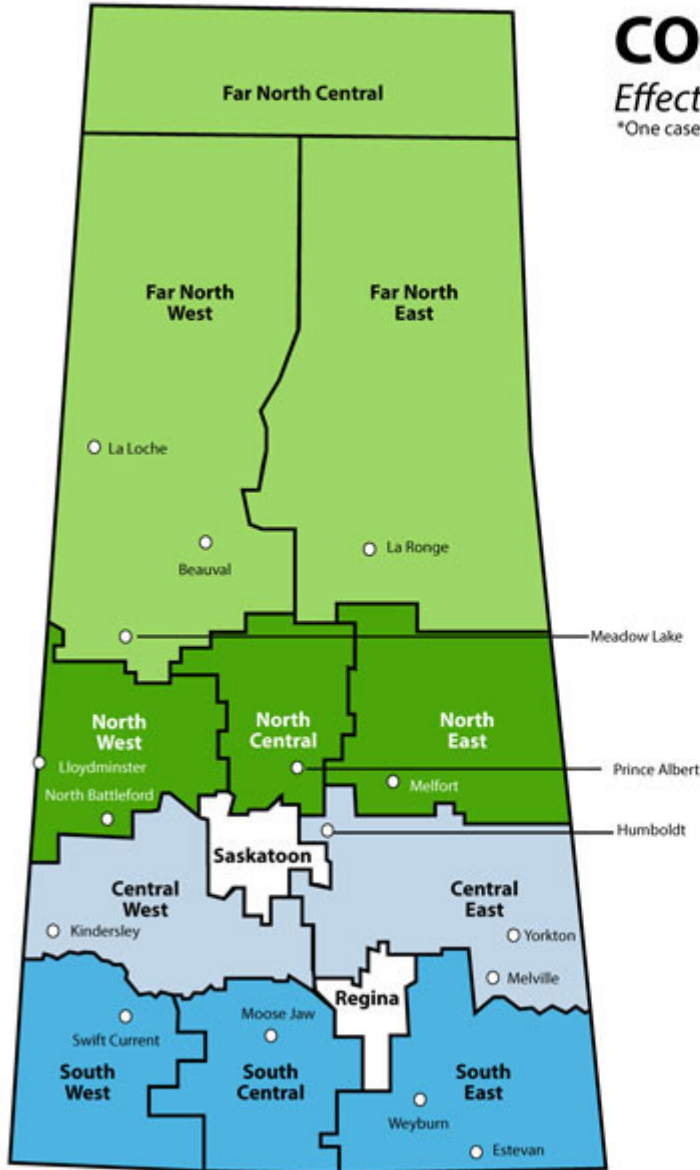 CO
Effect
*One case
Far North Central
Far North
West
Far North
East
La Loche
Beauval
La Ronge
Meadow Lake
North
West
North
Central
North
East
Lloydminster
Prince Albert
North Battleford
Melfort
Humboldt
Saskatoon
Central
West
Central
East
Kindersley
Yorkton
Melville
Regina
Moose Jaw
Swift Current
South
West
South
Central
South
East
Weyburn
Estevan